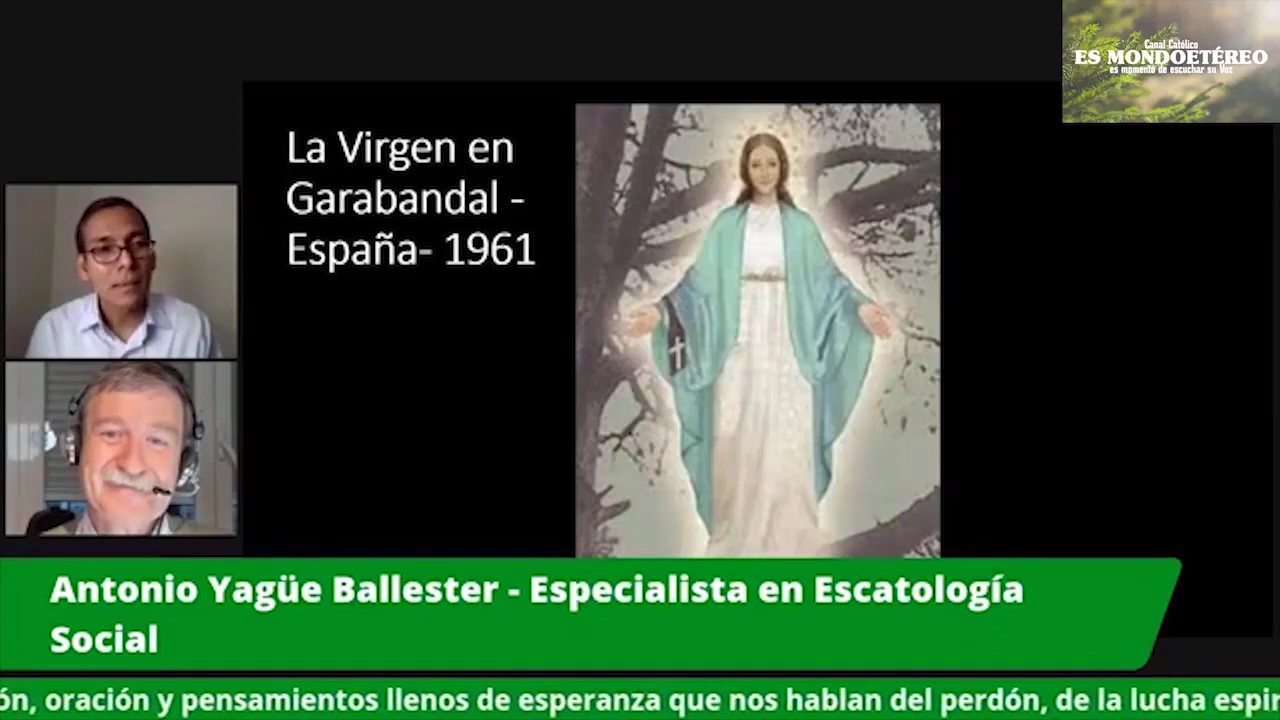 Canal Católico
ES MONDOETÉREO
es momento de escuchar su Voz
La Virgen en
Garabandal -
España- 1961
Antonio Yagüe Ballester - Especialista en Escatología
Social
ón, oración y pensamientos llenos de esperanza que nos hablan del perdón, de la lucha espir